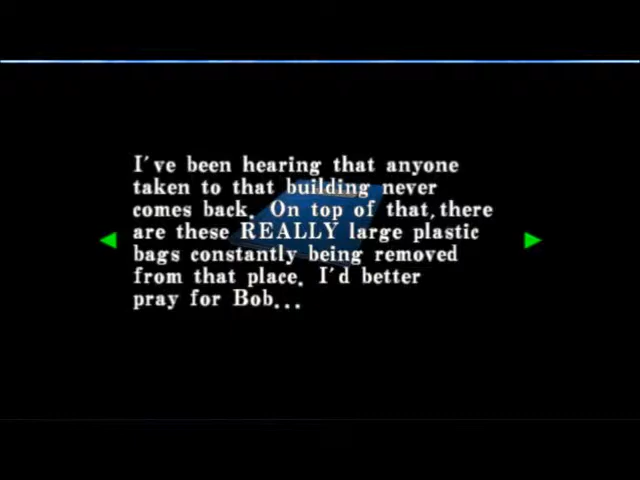 I've been hearing that anyone
taken to that building never
comes back. On top of that, there
are these REALLY large plastic
bags constantly being removed
from that place. I'd better
pray for Bob...